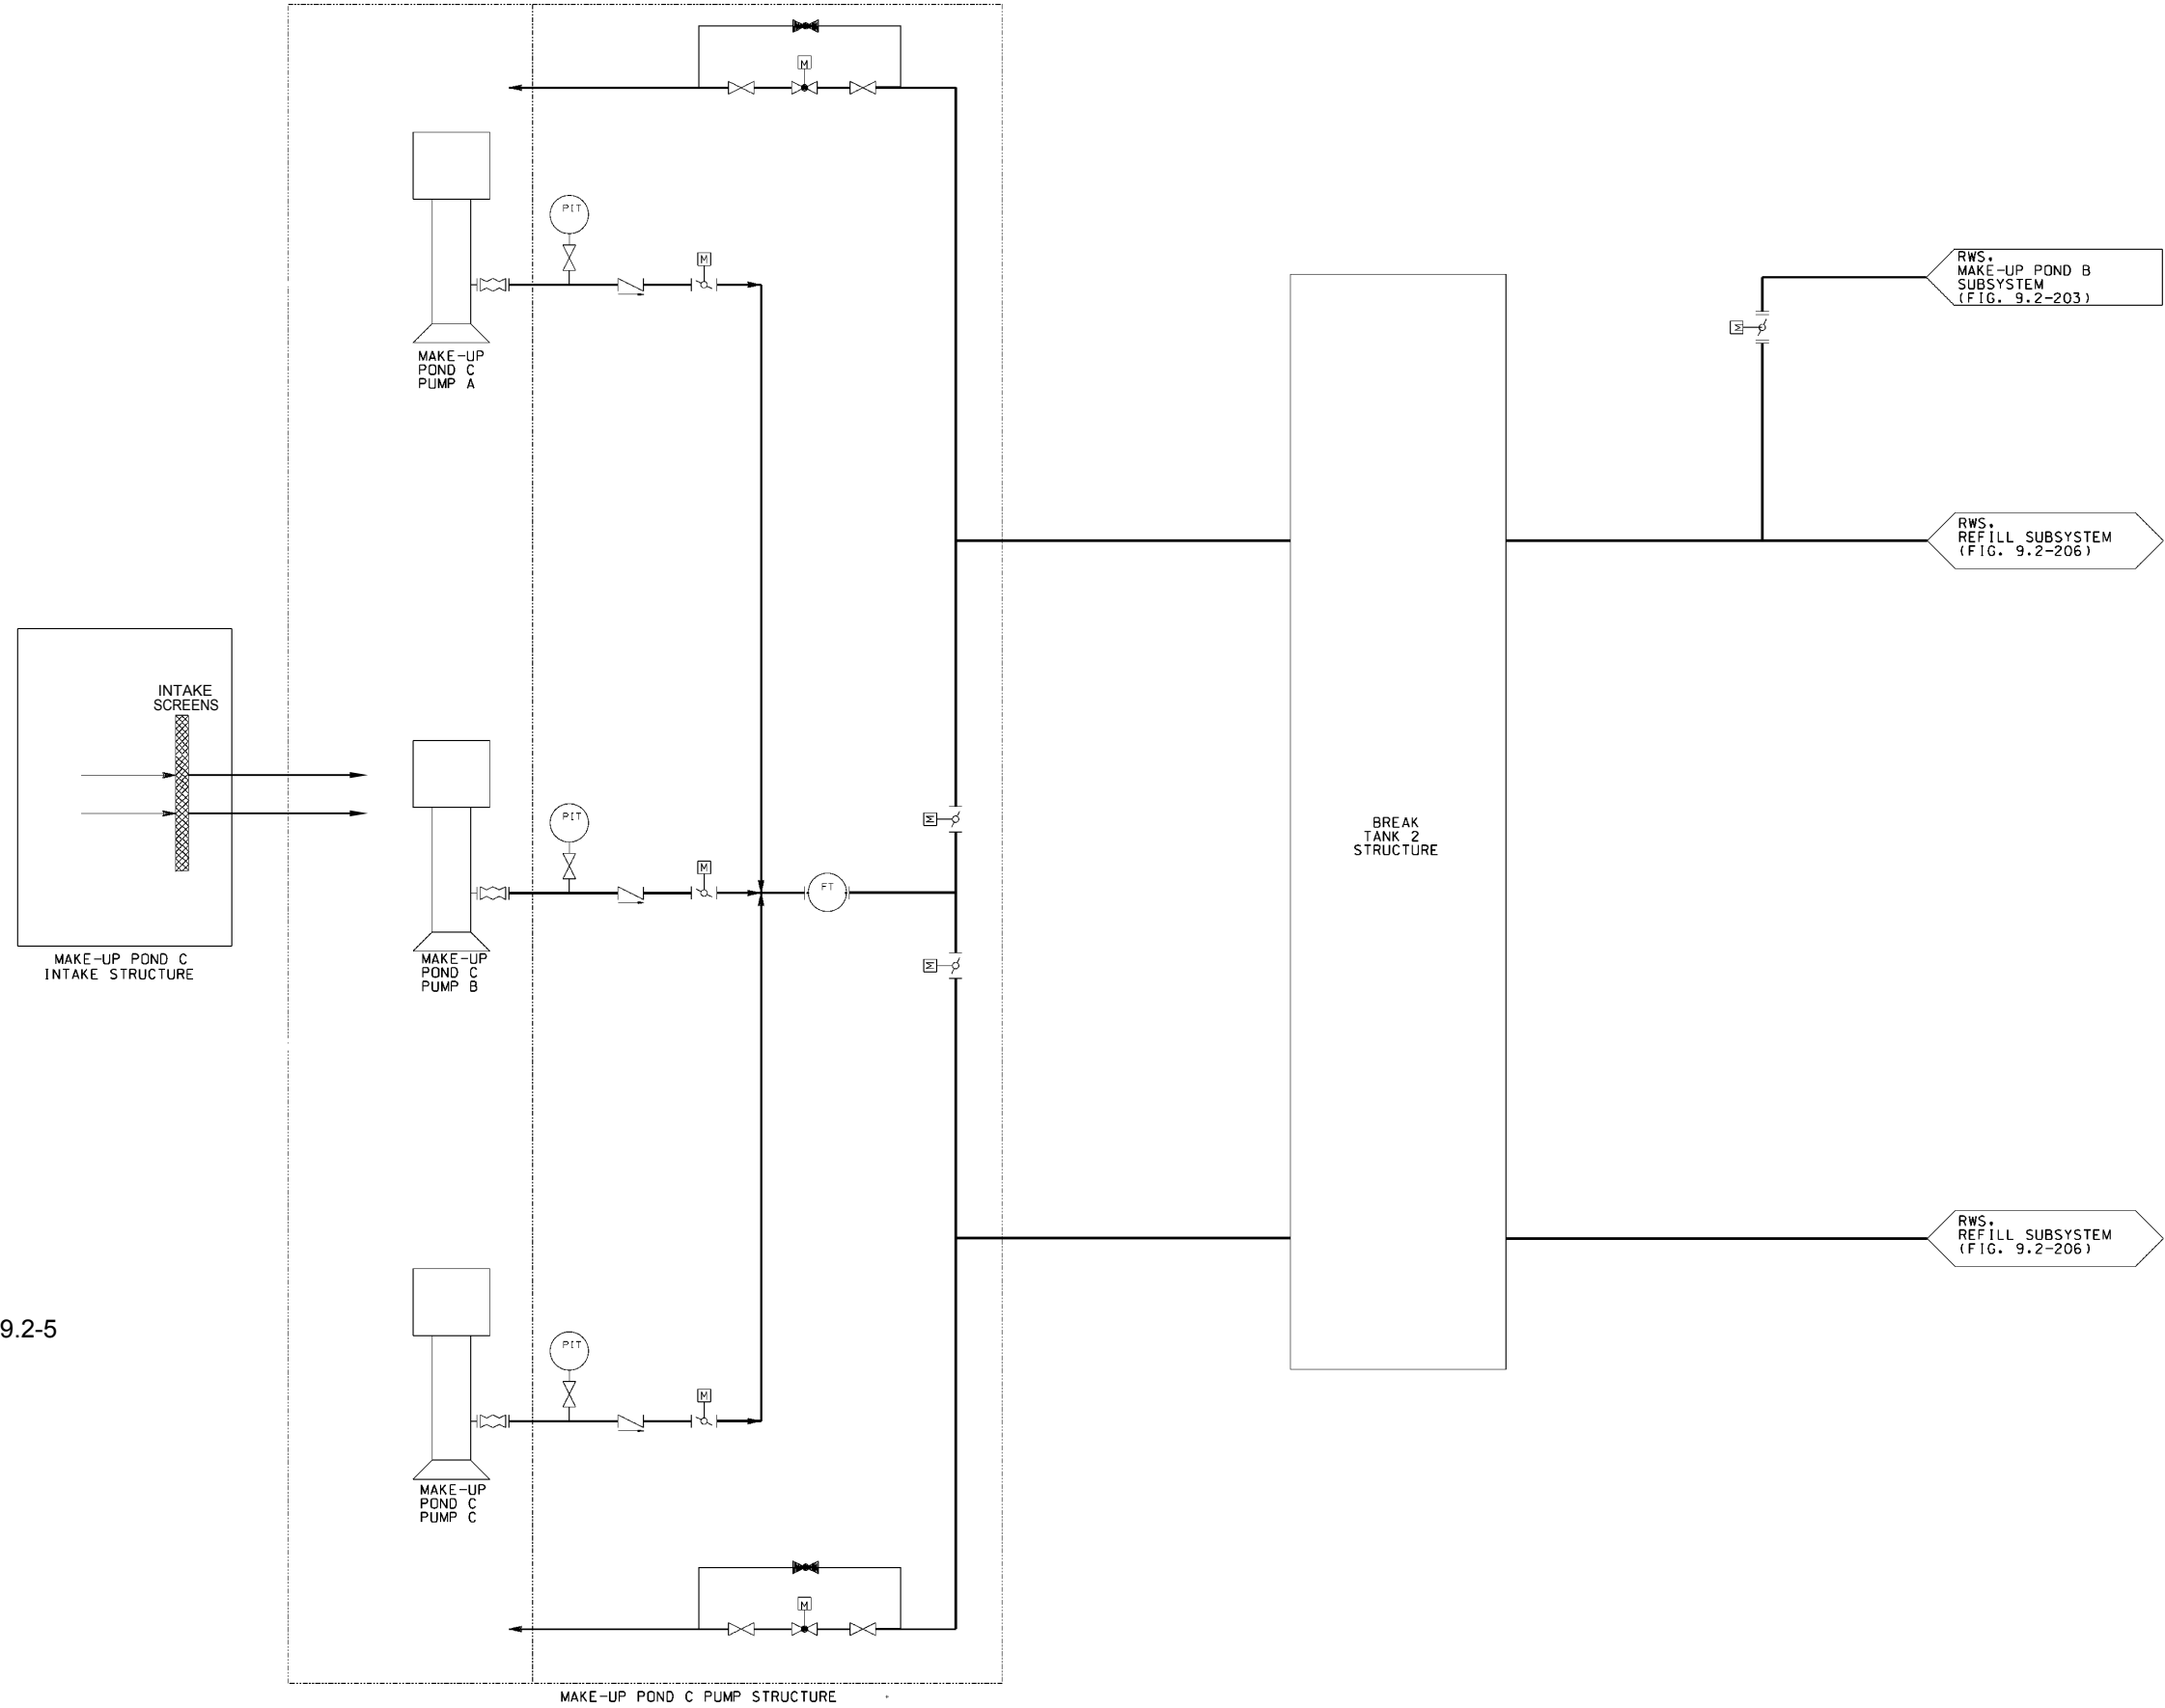 M
PIT
M
MAKE-UP
POND C
PUMP A
RWS,
MAKE-UP POND B
SUBSYSTEM
(FIG. 9.2-203)
M
RWS,
REFILL SUBSYSTEM
(FIG. 9.2-206)
INTAKE
SCREENS
MAKE-UP POND C
INTAKE STRUCTURE
PIT
M
MAKE-UP
POND C
PUMP B
FT
M
M
BREAK
TANK 2
STRUCTURE
RWS,
REFILL SUBSYSTEM
(FIG. 9.2-206)
9.2-5
PIT
M
MAKE-UP
POND C
PUMP C
M
MAKE-UP POND C PUMP STRUCTURE